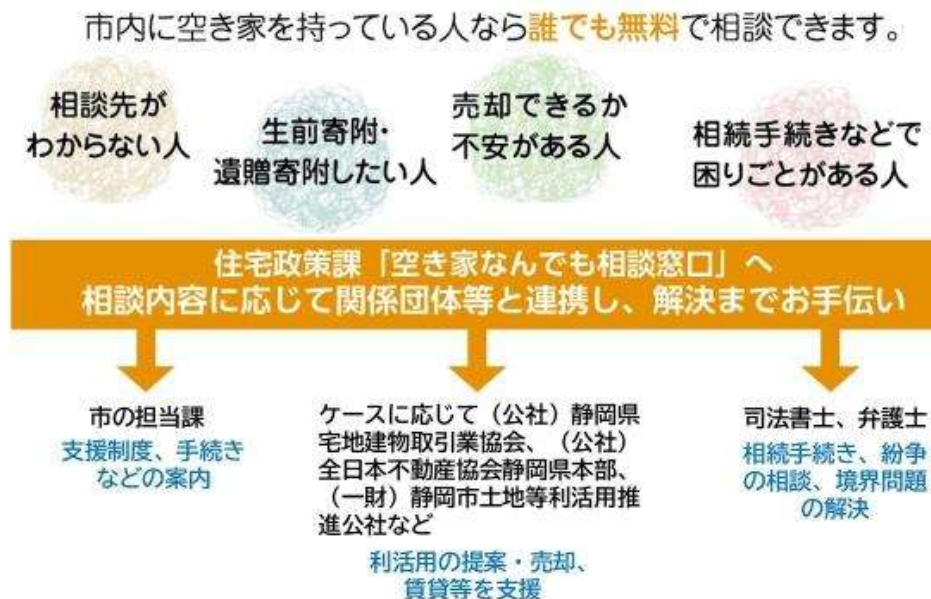 市内に空き家を持っている人なら誰でも無料で相談できます。
相談先が
わからない人
生前寄附・
遺贈寄附したい人
売却できるか
不安がある人
相続手続きなどで
困りごとがある人
住宅政策課「空き家なんでも相談窓口」へ
相談内容に応じて関係団体等と連携し、解決までお手伝い
市の担当課
支援制度、手続き
などの案内
ケースに応じて（公社）静岡県
宅地建物取引業協会、（公社）
全日本不動産協会静岡県本部、
（一財）静岡市土地等利活用推
進公社など
利活用の提案・売却、
賃貸等を支援
司法書士、弁護士
相続手続き、紛争
の相談、境界問題
の解決